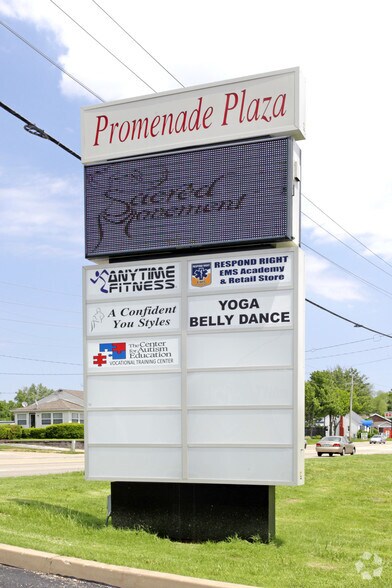 Promenade Plaza
Sacred
Movement
ANYTIME
FITNESS
RESPOND RIGHT
EMS Academy
& Retail Store
A Confident
You Styles
YOGA
BELLY DANCE
The Center
for Autism Education
VOCATIONAL TRAINING CENTER